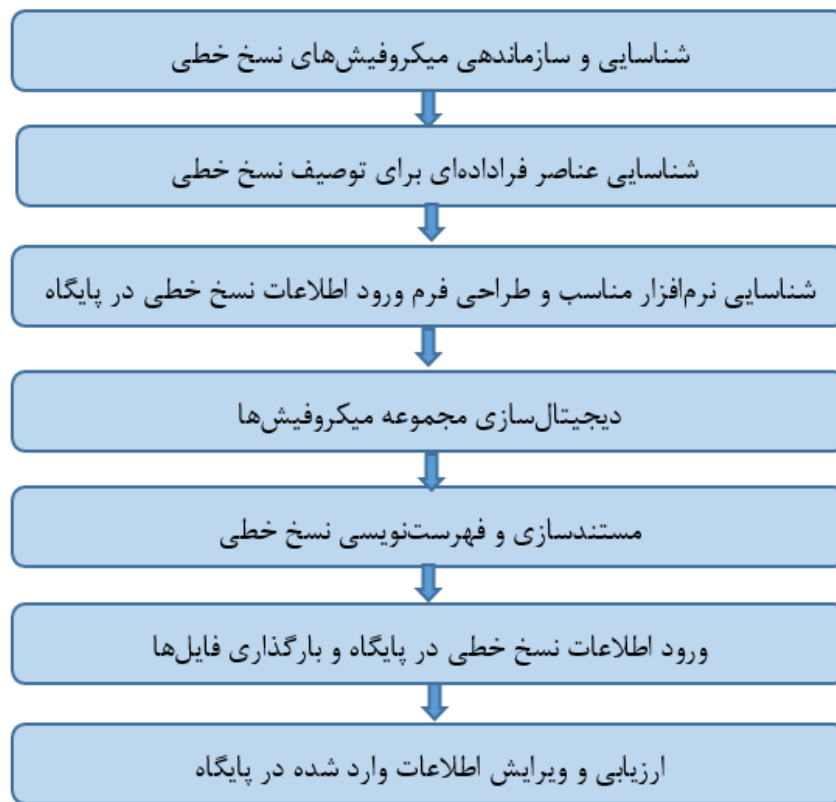 شناسایی و سازماندهی میکروفیش‌های نسخ خطی
شناسایی عناصر فراداده‌ای برای توصیف نسخ خطی
شناسایی نرم‌افزار مناسب و طراحی فرم ورود اطلاعات نسخ خطی در پایگاه
دیجیتال‌سازی مجموعه میکروفیش‌ها
مستندسازی و فهرست‌نویسی نسخ خطی
ورود اطلاعات نسخ خطی در پایگاه و بارگذاری فایل‌ها
ارزیابی و ویرایش اطلاعات وارد شده در پایگاه